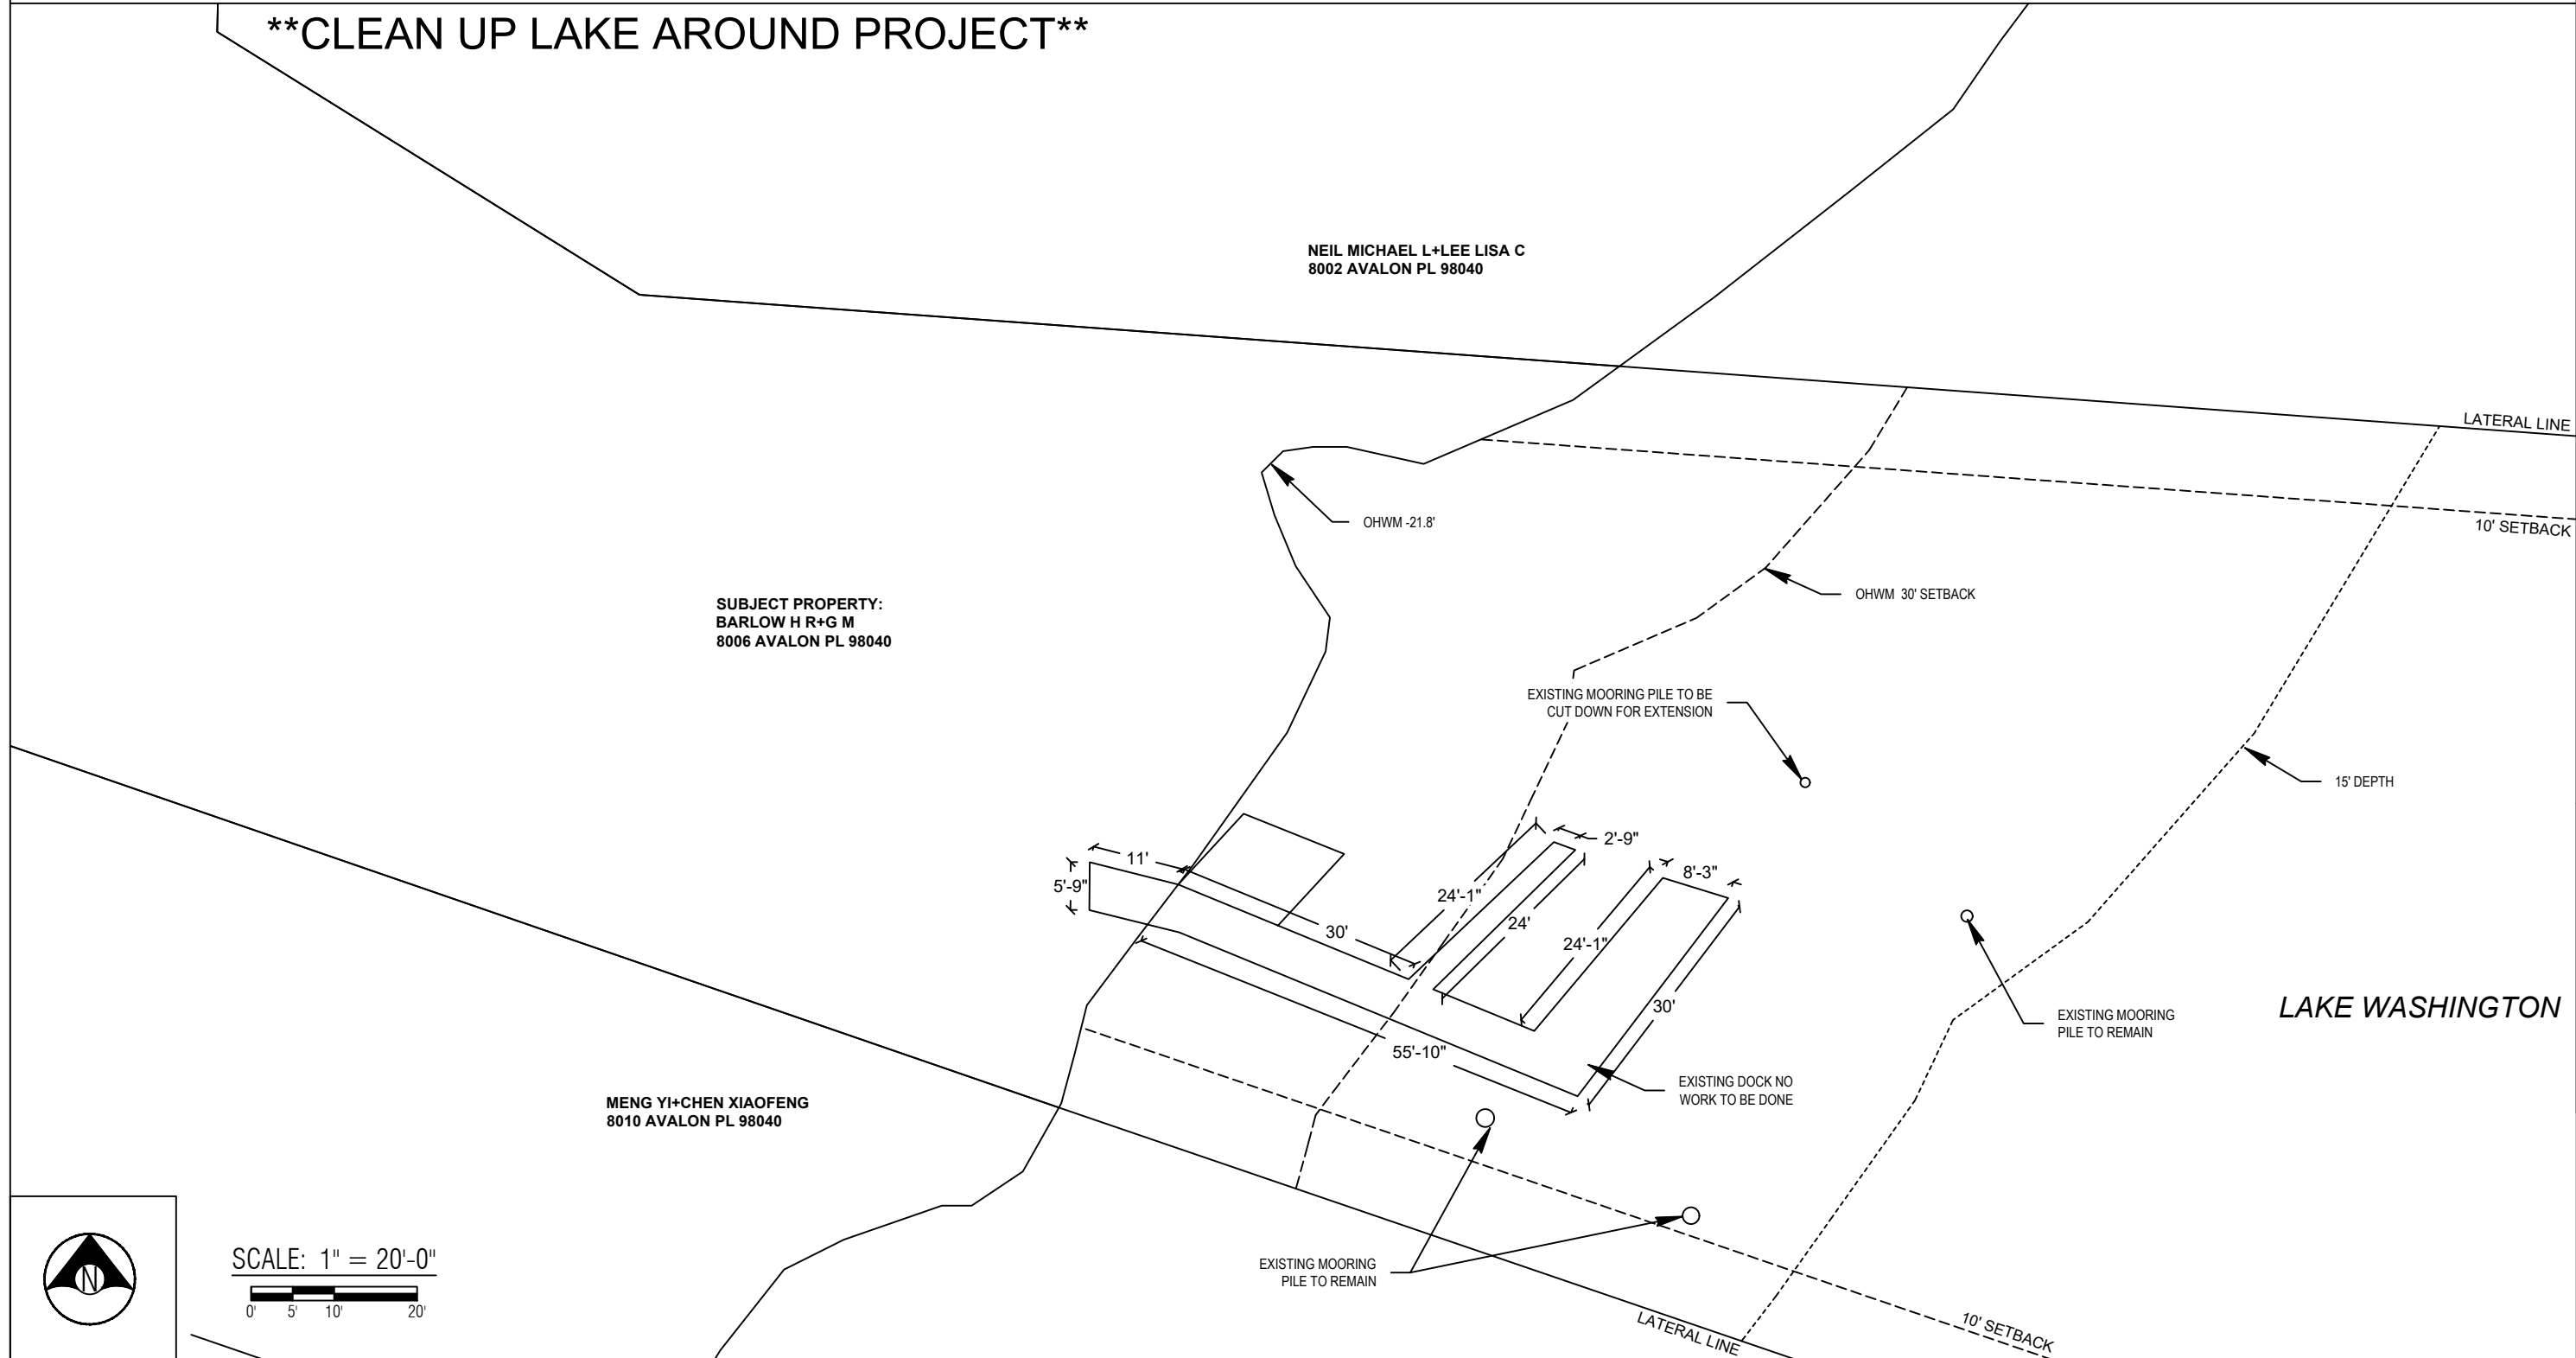 **CLEAN UP LAKE AROUND PROJECT**
NEIL MICHAEL L+LEE LISA C
8002 AVALON PL 98040
LATERAL LINE
10' SETBACK
OHWM -21.8'
OHWM 30' SETBACK
SUBJECT PROPERTY:
BARLOW H R+G M
8006 AVALON PL 98040
EXISTING MOORING PILE TO BE
CUT DOWN FOR EXTENSION
15' DEPTH
2'-9"
11'
8'-3"
5'-9"
24'-1"
24'
30'
24'-1"
30'
55'-10"
LAKE WASHINGTON
EXISTING MOORING
PILE TO REMAIN
EXISTING DOCK NO
WORK TO BE DONE
MENG YI+CHEN XIAOFENG
8010 AVALON PL 98040
EXISTING MOORING
PILE TO REMAIN
LATERAL LINE
10' SETBACK
N
SCALE: 1" = 20'-0"
0' 5' 10' 20'